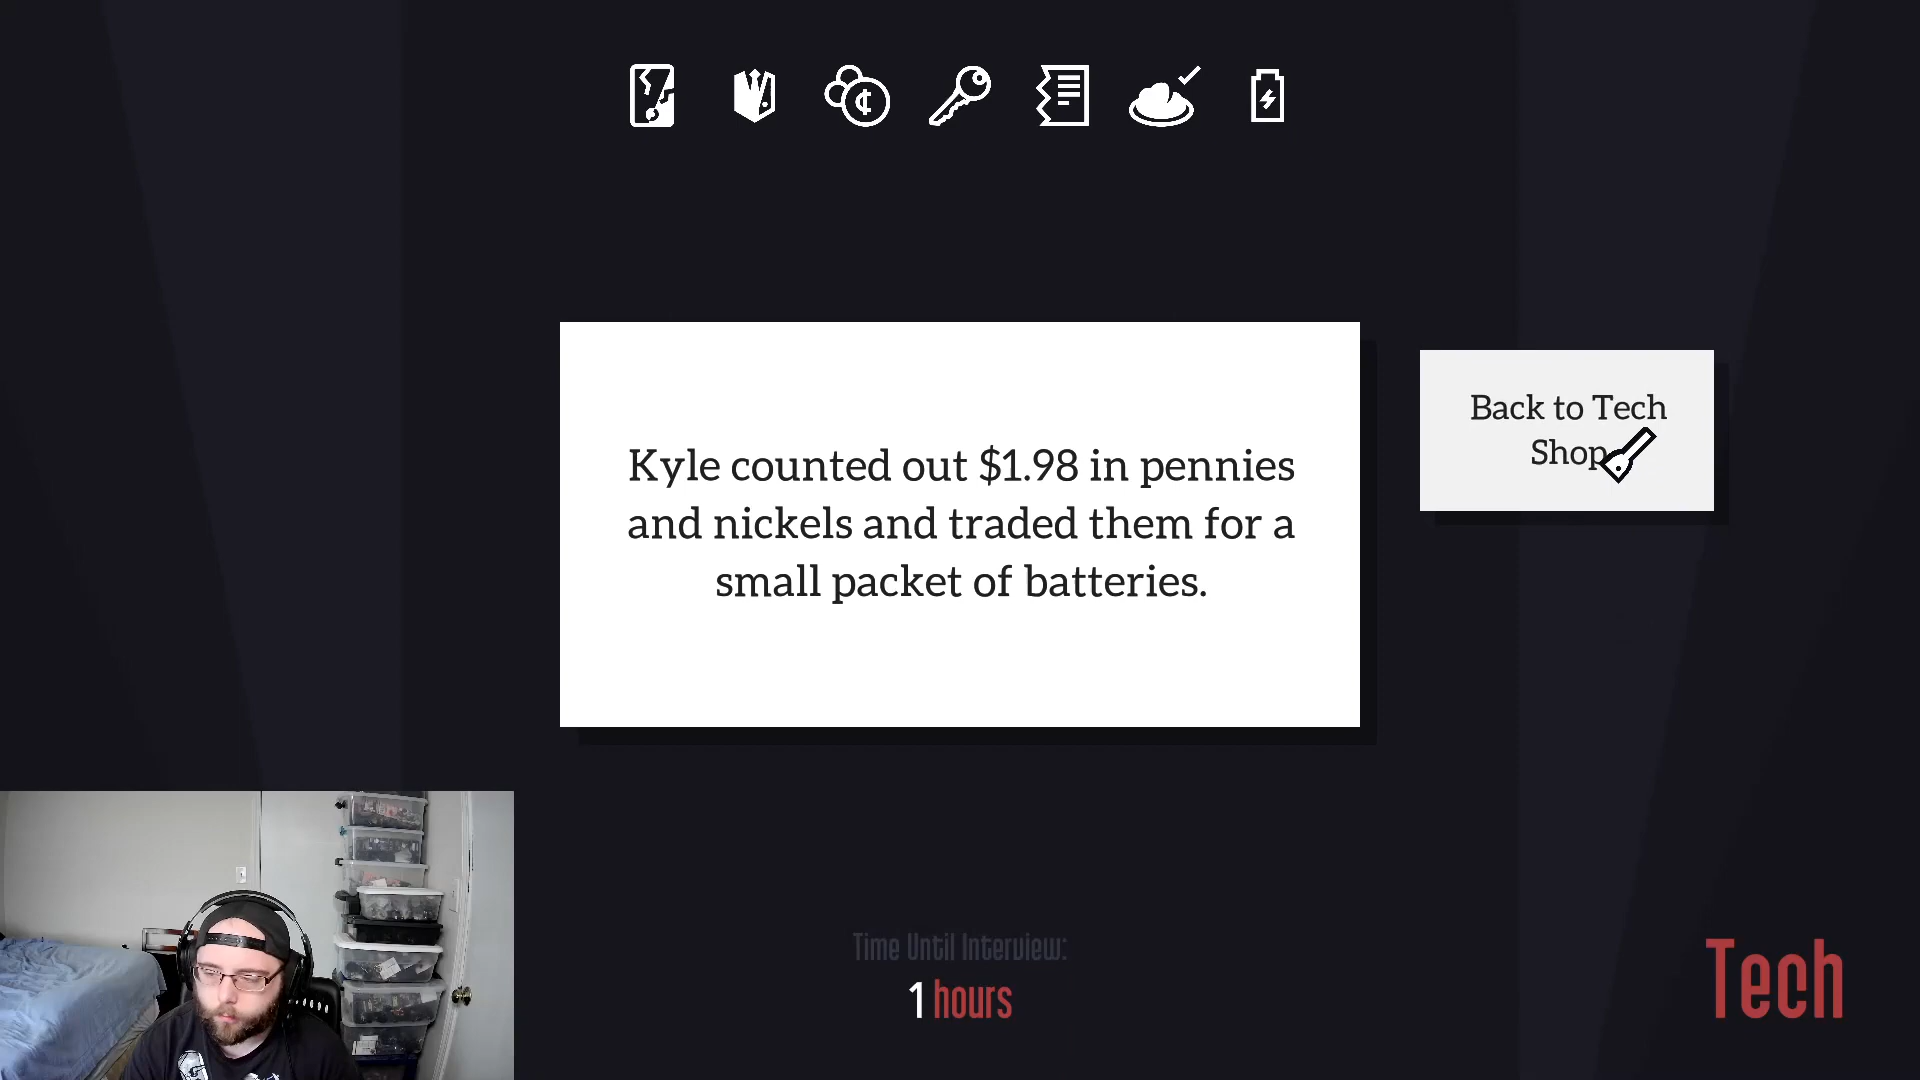 Kyle counted out $1.98 in pennies
and nickels and traded them for a
small packet of batteries.
Back to Tech
Shop
Time Until Interview:
1 hours
Tech